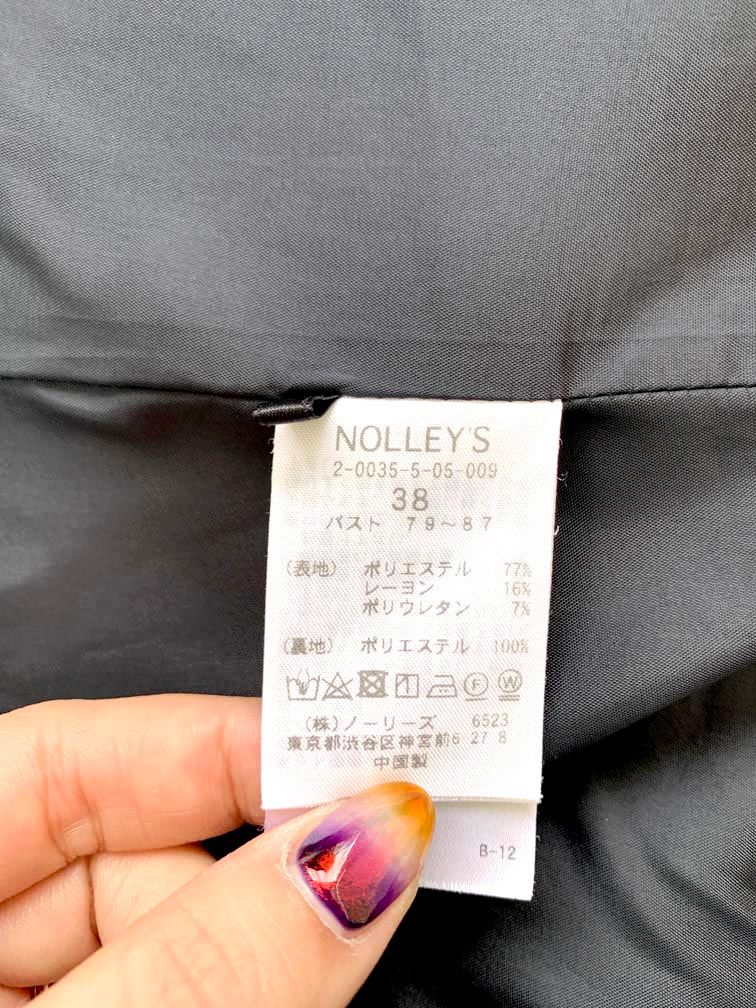 NOLLEY'S
2-0035-5-05-009
38
バスト 79~87
(表地) ポリエステル 77%
レーヨン 16%
ポリウレタン 7%
(裏地) ポリエステル 100%
F W
(株)ノーリーズ 6523
東京都渋谷区神宮前6 27 8
中国製
B-12